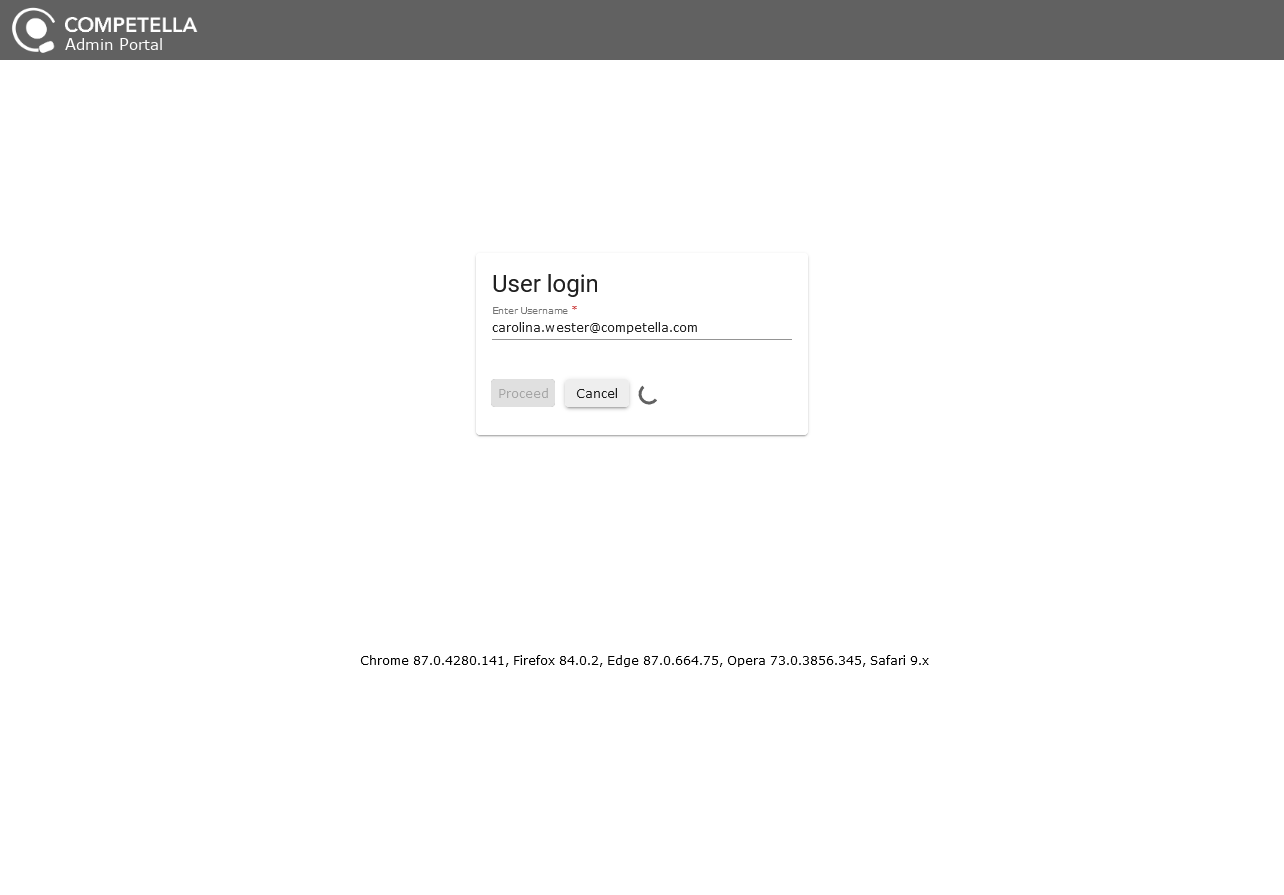 COMPETELLA
Admin Portal
User login
Enter Username *
carolina.wester@competella.com
Proceed Cancel
Chrome 87.0.4280.141, Firefox 84.0.2, Edge 87.0.664.75, Opera 73.0.3856.345, Safari 9.x